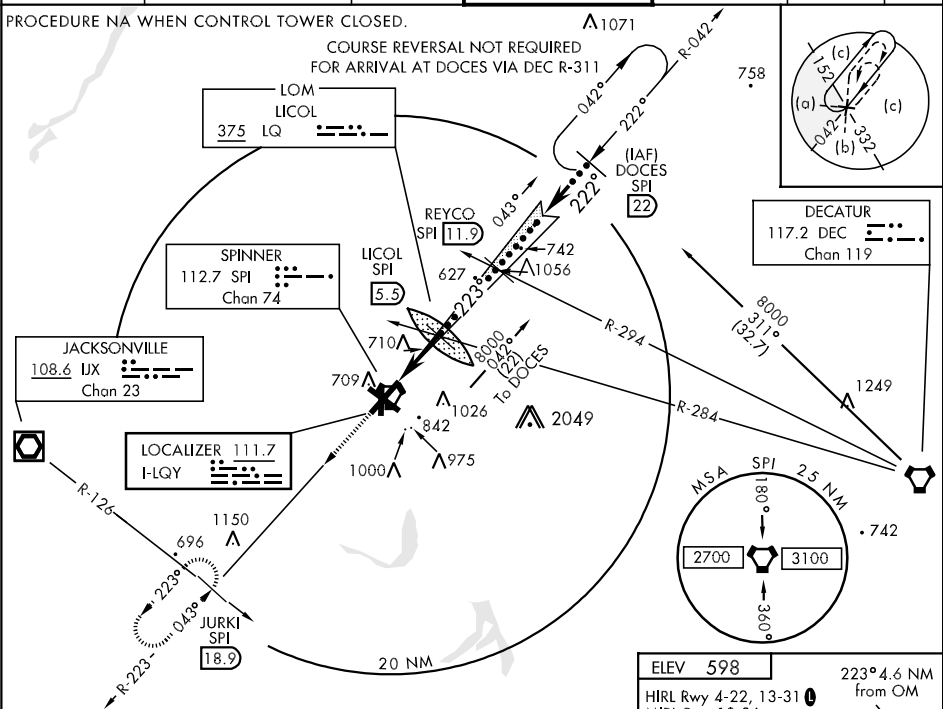 PROCEDURE NA WHEN CONTROL TOWER CLOSED.
COURSE REVERSAL NOT REQUIRED
FOR ARRIVAL AT DOCES VIA DEC R-311
1071
R-042
758
042°
222°
LOM
LICOL
375 LQ
(IAF)
DOCES
SPI
22
222°
043°
REYCO
SPI 11.9
742
1056
627
223°
LICOL
SPI
5.5
SPINNER
112.7 SPI
Chan 74
JACKSONVILLE
108.6 IJX
Chan 23
LOCALIZER 111.7
I-LQY
710
709
8000
042°
(22)
To DOCES
1026
842
2049
1000
975
R-294
R-284
8000
311°
(32.7)
1249
DECATUR
117.2 DEC
Chan 119
152
(c)
(a)
(c)
042
(b)
332
R-126
1150
696
223°
043°
JURKI
SPI
18.9
R-223
20 NM
MSA SPI 25 NM
180°
2700
3100
360°
742
ELEV 598
HIRL Rwy 4-22, 13-31 L
223° 4.6 NM
from OM